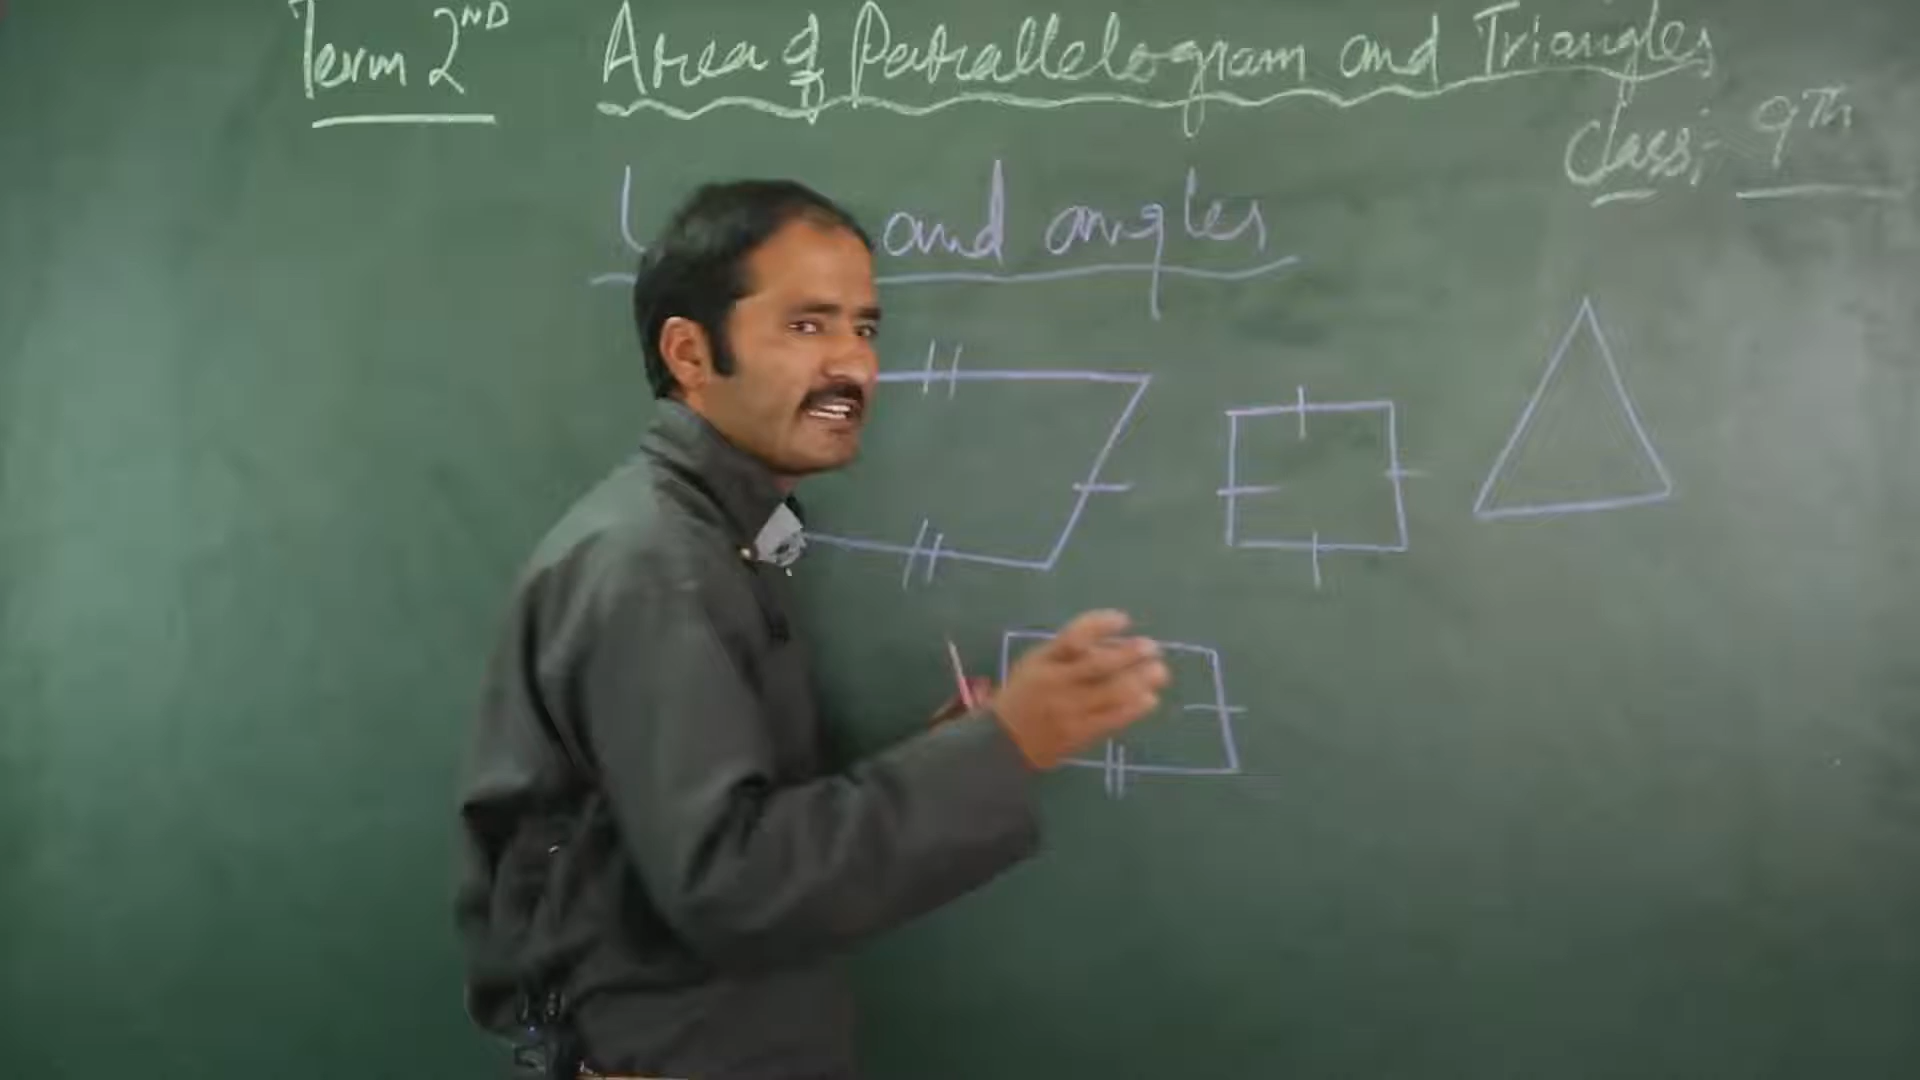 Term 2ND
Area of Parallelogram and Triangles
Class:- 9Th
and angles